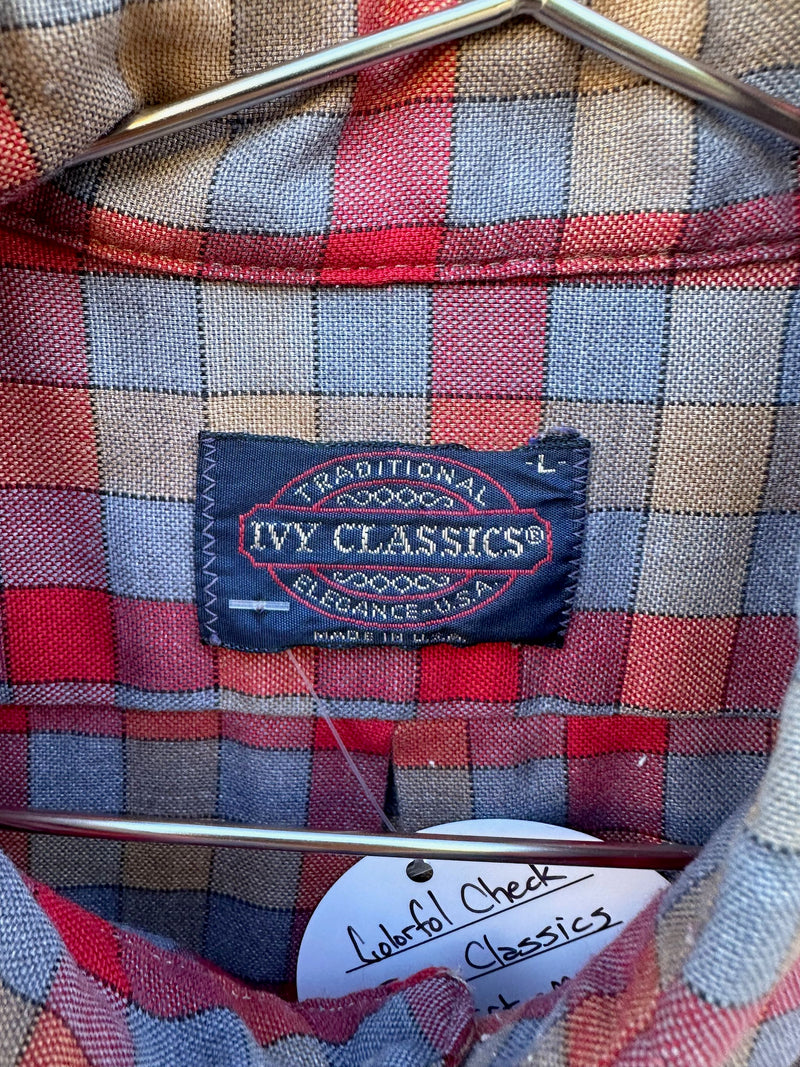 -L-
TRADITIONAL
IVY CLASSICS®
ELEGANCE-U.S.A.
MADE IN U.S.A.
Colorful Check
Classics